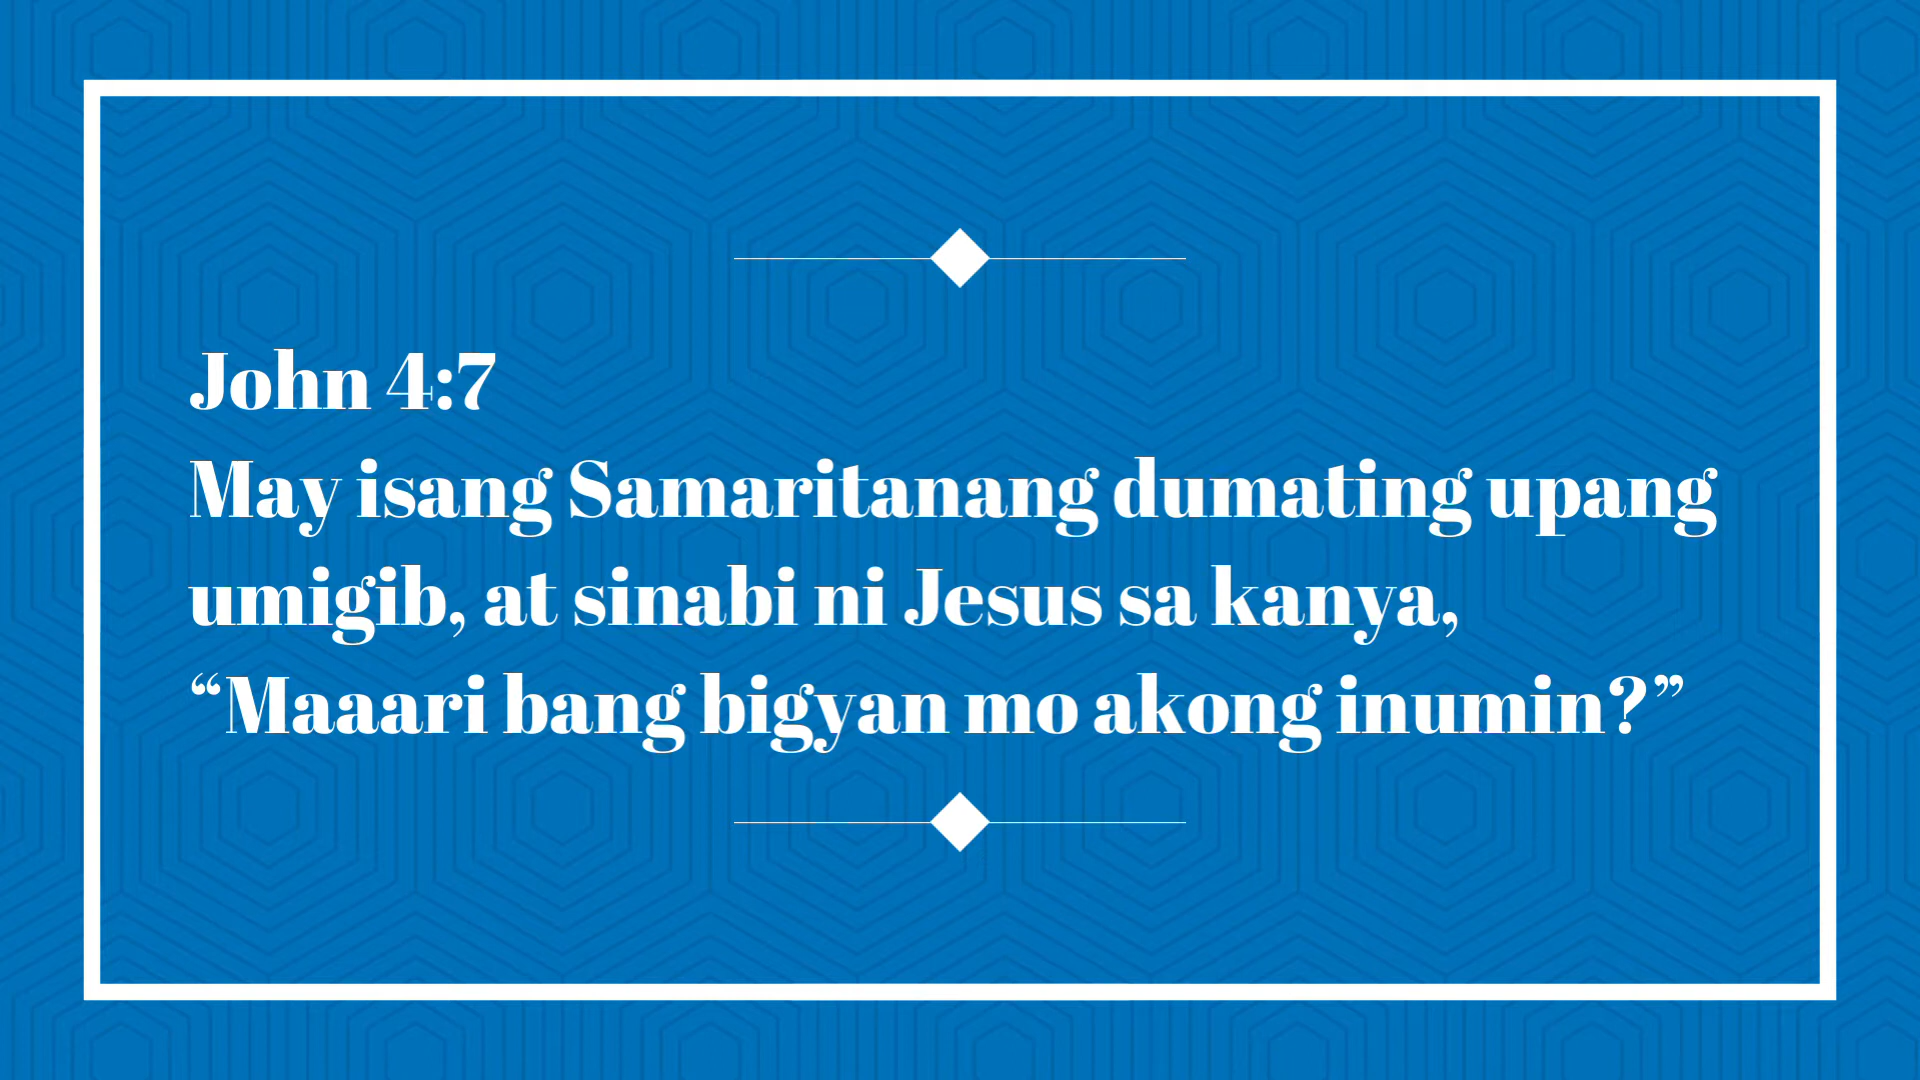 John 4:7
May isang Samaritanang dumating upang
umigib, at sinabi ni Jesus sa kanya,
“Maaari bang bigyan mo akong inumin?”